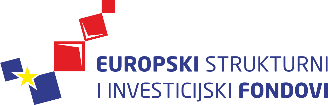 EUROPSKI STRUKTURNI
I INVESTICIJSKI FONDOVI